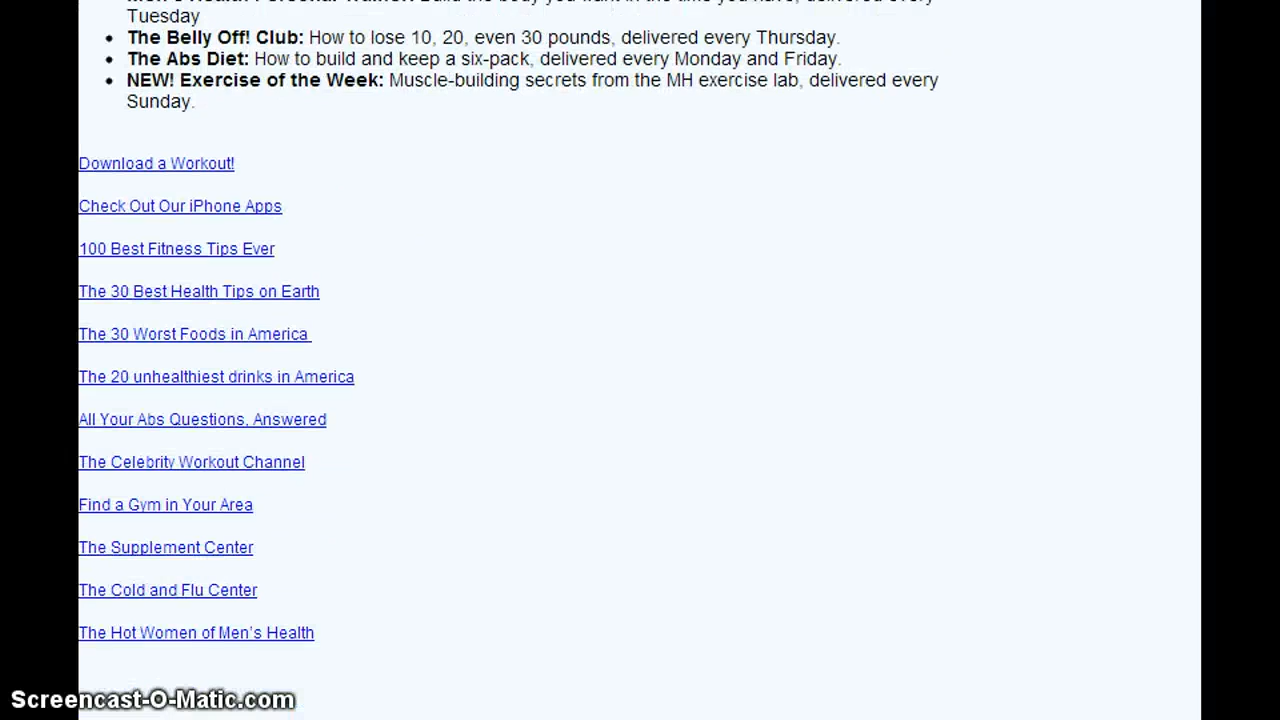 Tuesday
The Belly Off! Club: How to lose 10, 20, even 30 pounds, delivered every Thursday.
The Abs Diet: How to build and keep a six-pack, delivered every Monday and Friday.
NEW! Exercise of the Week: Muscle-building secrets from the MH exercise lab, delivered every
Sunday.
Download a Workout!
Check Out Our iPhone Apps
100 Best Fitness Tips Ever
The 30 Best Health Tips on Earth
The 30 Worst Foods in America
The 20 unhealthiest drinks in America
All Your Abs Questions, Answered
The Celebrity Workout Channel
Find a Gym in Your Area
The Supplement Center
The Cold and Flu Center
The Hot Women of Men's Health
Screencast-O-Matic.com